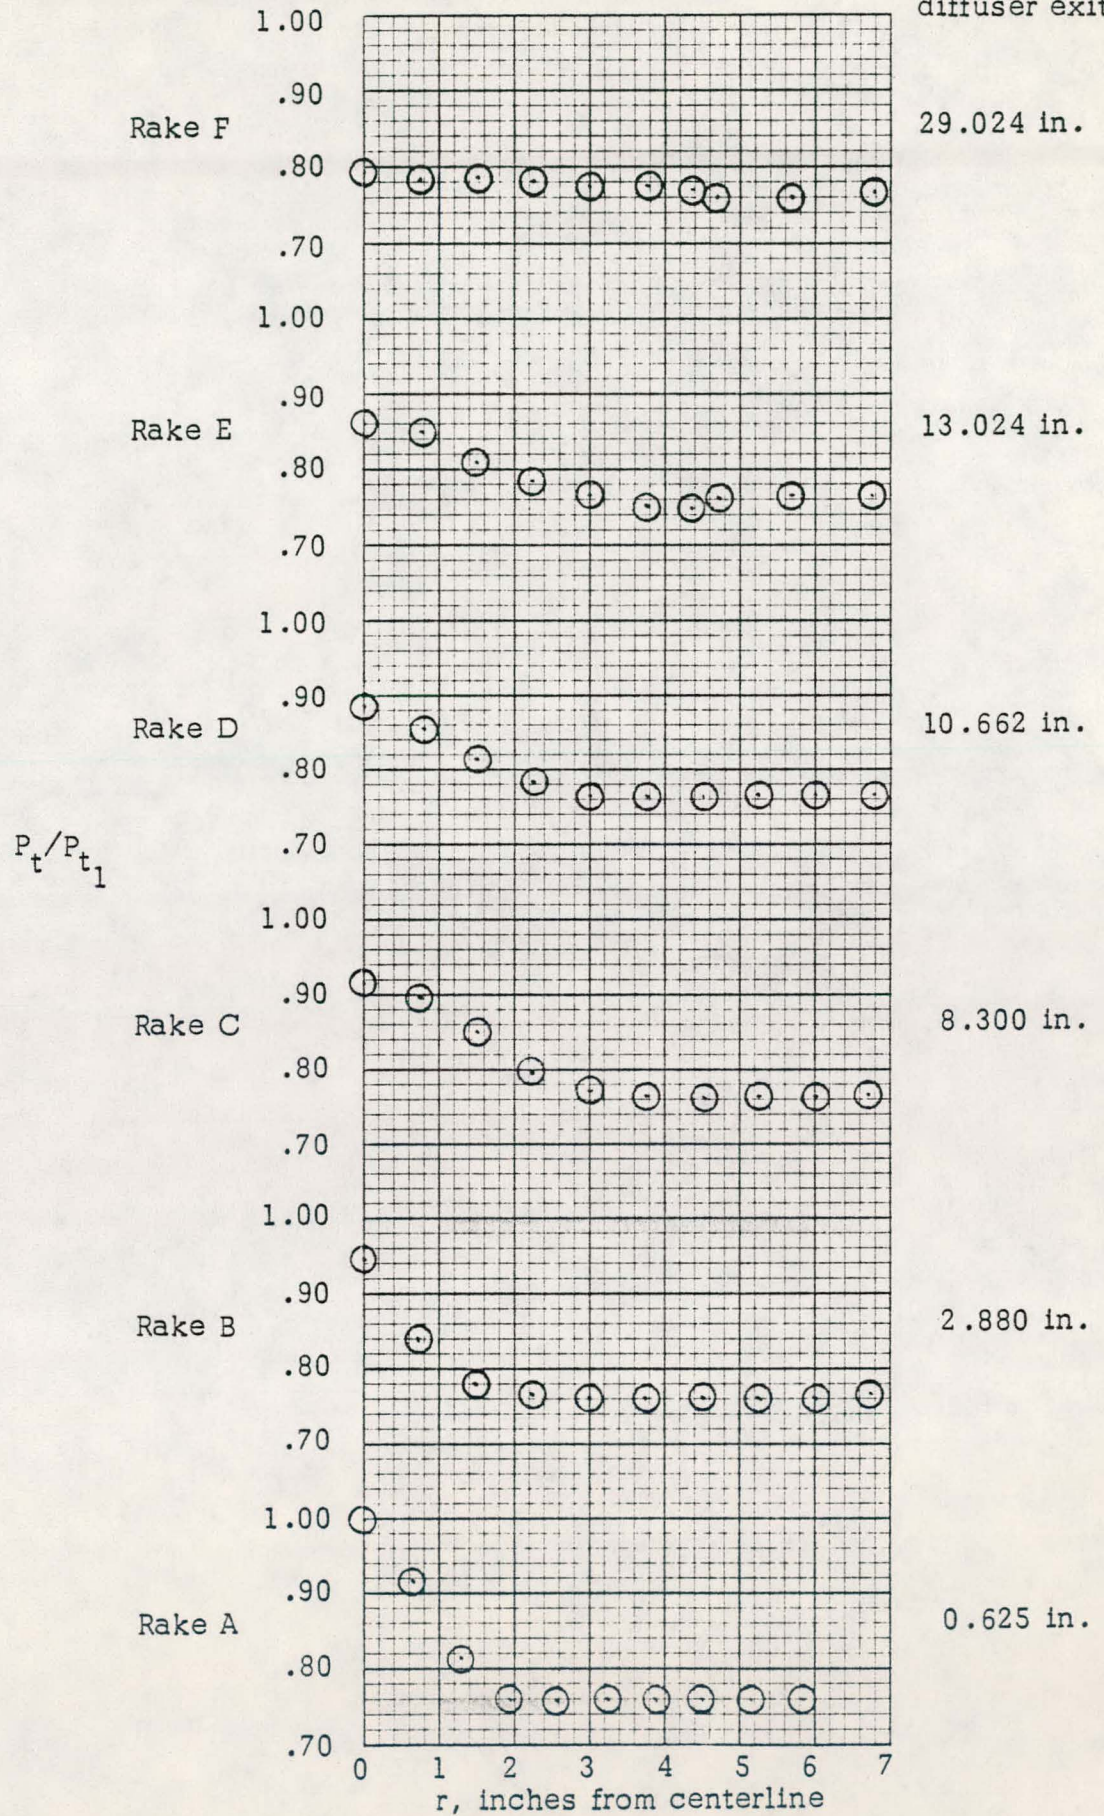 diffuser exit
1.00
.90
Rake F
29.024 in.
.80
.70
1.00
.90
Rake E
13.024 in.
.80
.70
1.00
.90
Rake D
10.662 in.
.80
.70
Pt/Pt1
1.00
.90
Rake C
8.300 in.
.80
.70
1.00
.90
Rake B
2.880 in.
.80
.70
1.00
.90
Rake A
0.625 in.
.80
.70
0 1 2 3 4 5 6 7
r, inches from centerline